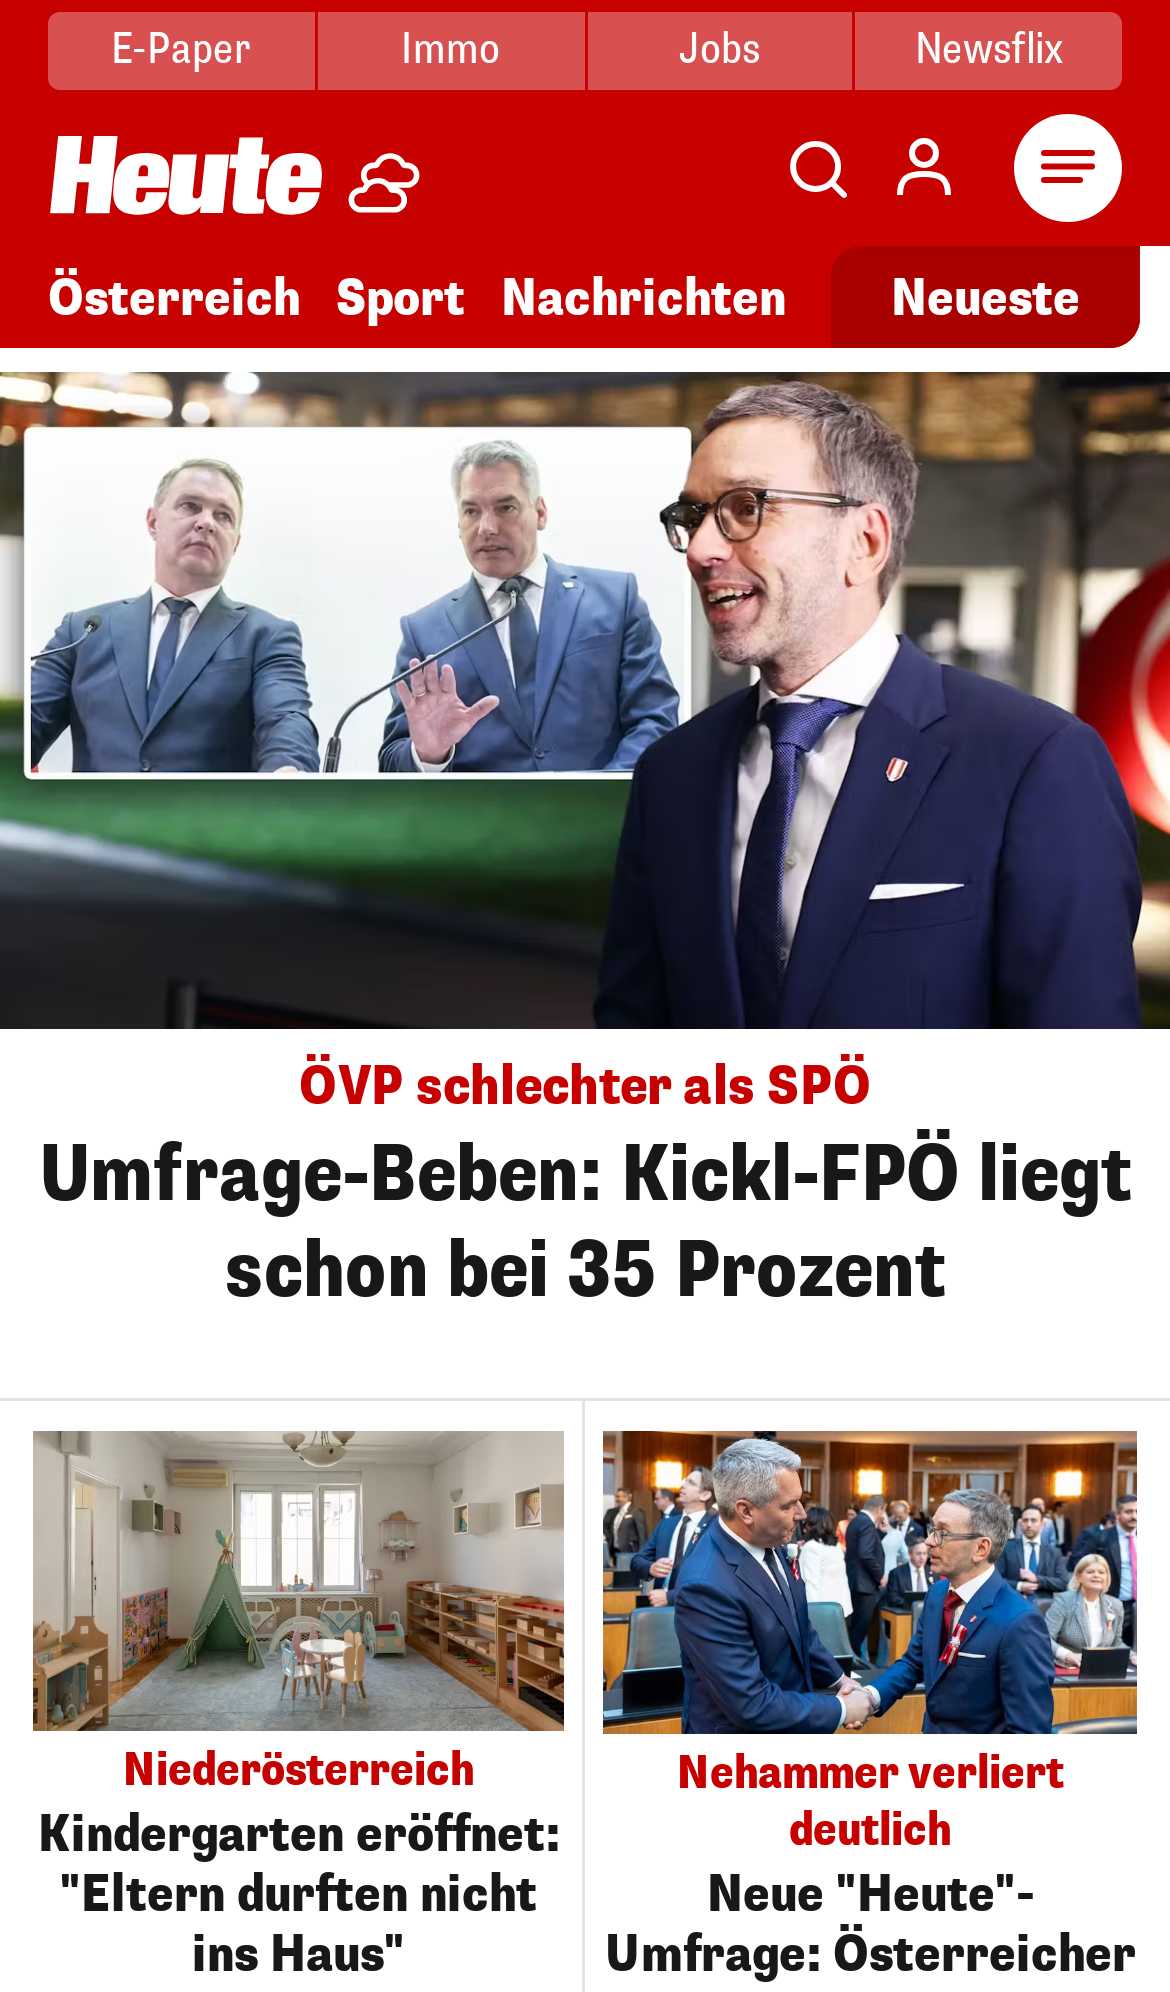 E-Paper Immo Jobs Newsflix
Heute
Österreich Sport Nachrichten Neueste
ÖVP schlechter als SPÖ
Umfrage-Beben: Kickl-FPÖ liegt
schon bei 35 Prozent
Niederösterreich
Kindergarten eröffnet:
"Eltern durften nicht
ins Haus"
Nehammer verliert
deutlich
Neue "Heute"-
Umfrage: Österreicher